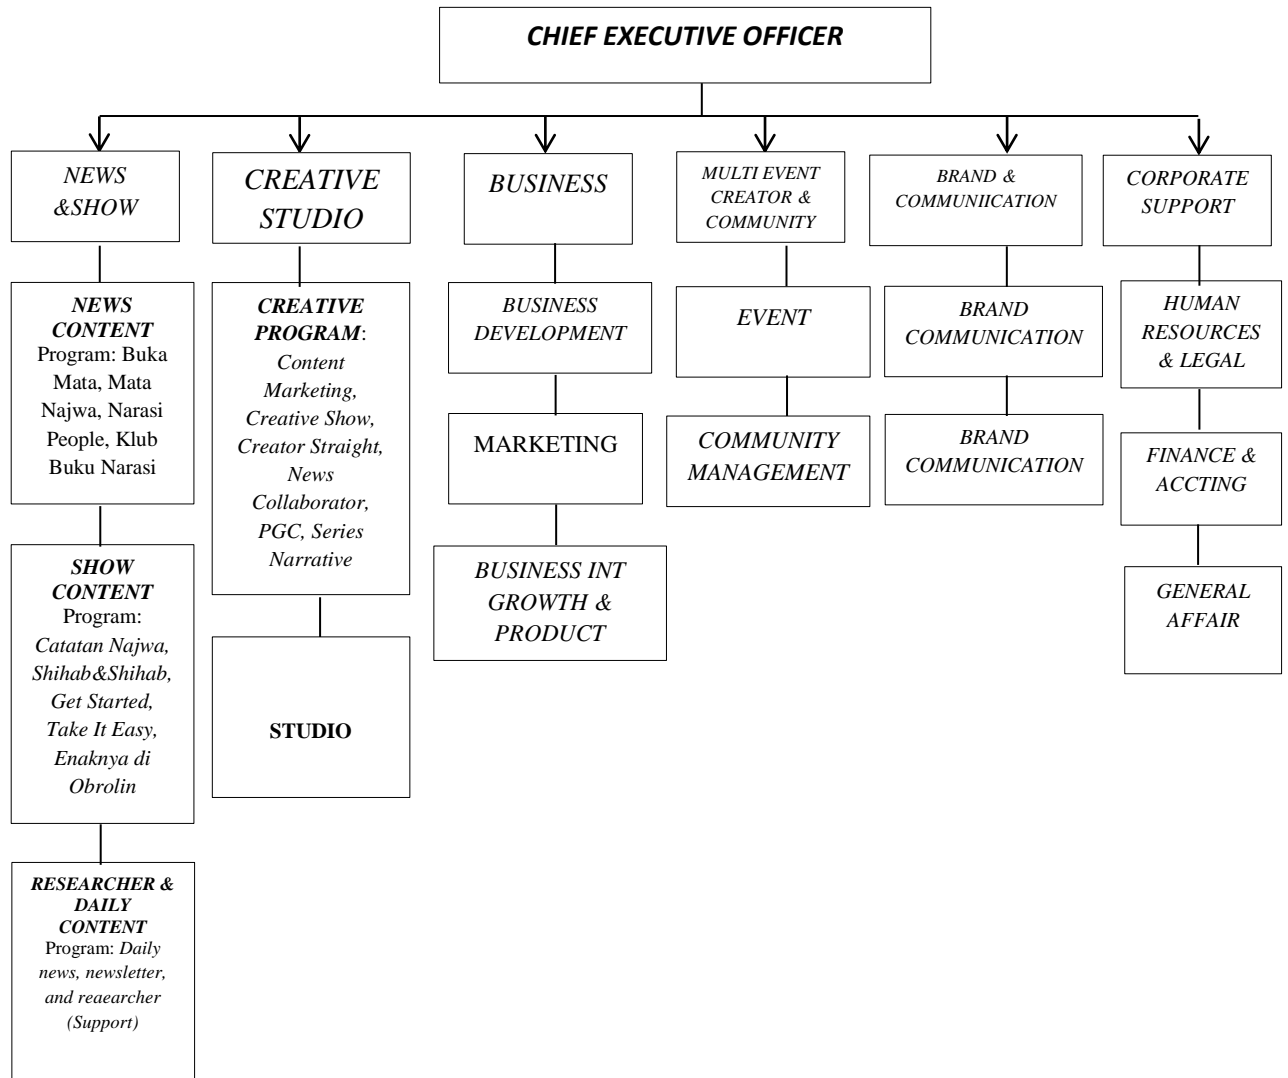 CHIEF EXECUTIVE OFFICER
NEWS
&SHOW
CREATIVE
STUDIO
BUSINESS
MULTI EVENT
CREATOR &
COMMUNITY
BRAND &
COMMUNIICATION
CORPORATE
SUPPORT
NEWS
CONTENT
Program: Buka
Mata, Mata
Najwa, Narasi
People, Klub
Buku Narasi
CREATIVE
PROGRAM:
Content
Marketing,
Creative Show,
Creator Straight,
News
Collaborator,
PGC, Series
Narrative
BUSINESS
DEVELOPMENT
EVENT
BRAND
COMMUNICATION
HUMAN
RESOURCES
& LEGAL
MARKETING
COMMUNITY
MANAGEMENT
BRAND
COMMUNICATION
FINANCE &
ACCTING
SHOW
CONTENT
Program:
Catatan Najwa,
Shihab&Shihab,
Get Started,
Take It Easy,
Enaknya di
Obrolin
STUDIO
BUSINESS INT
GROWTH &
PRODUCT
GENERAL
AFFAIR
RESEARCHER &
DAILY
CONTENT
Program: Daily
news, newsletter,
and reaearcher
(Support)